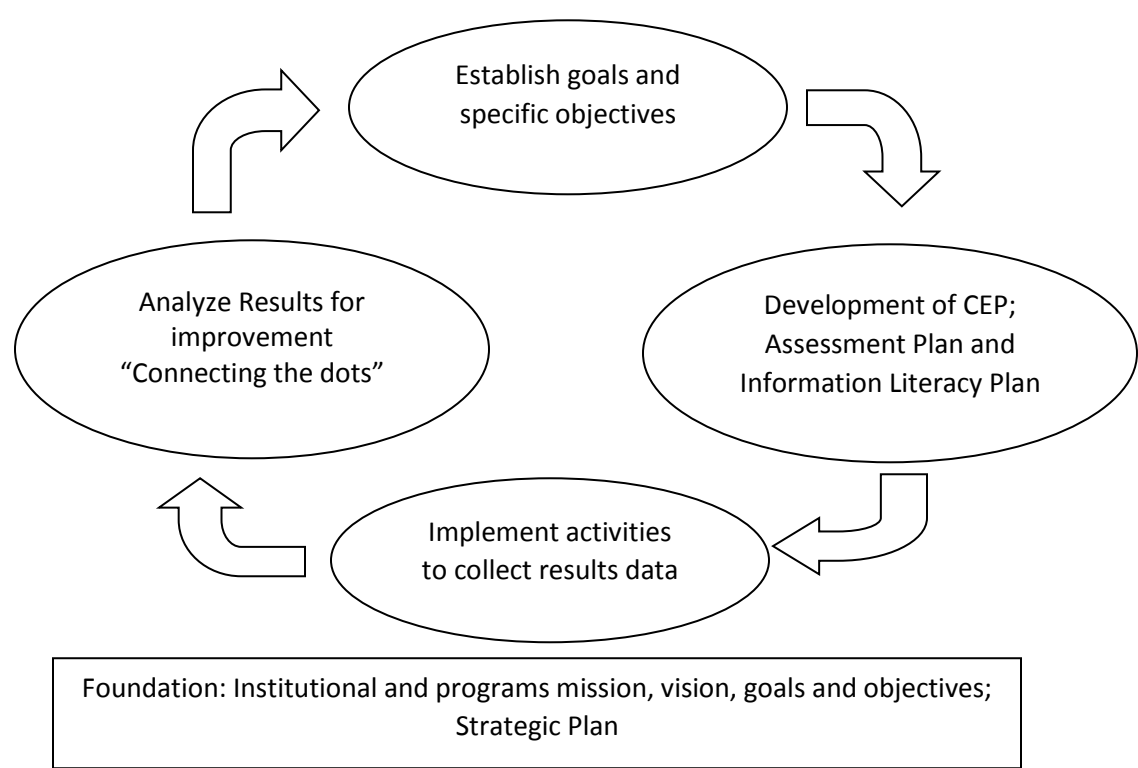 Establish goals and
specific objectives
Development of CEP;
Assessment Plan and
Information Literacy Plan
Implement activities
to collect results data
Analyze Results for
improvement
“Connecting the dots”
Foundation: Institutional and programs mission, vision, goals and objectives;
Strategic Plan